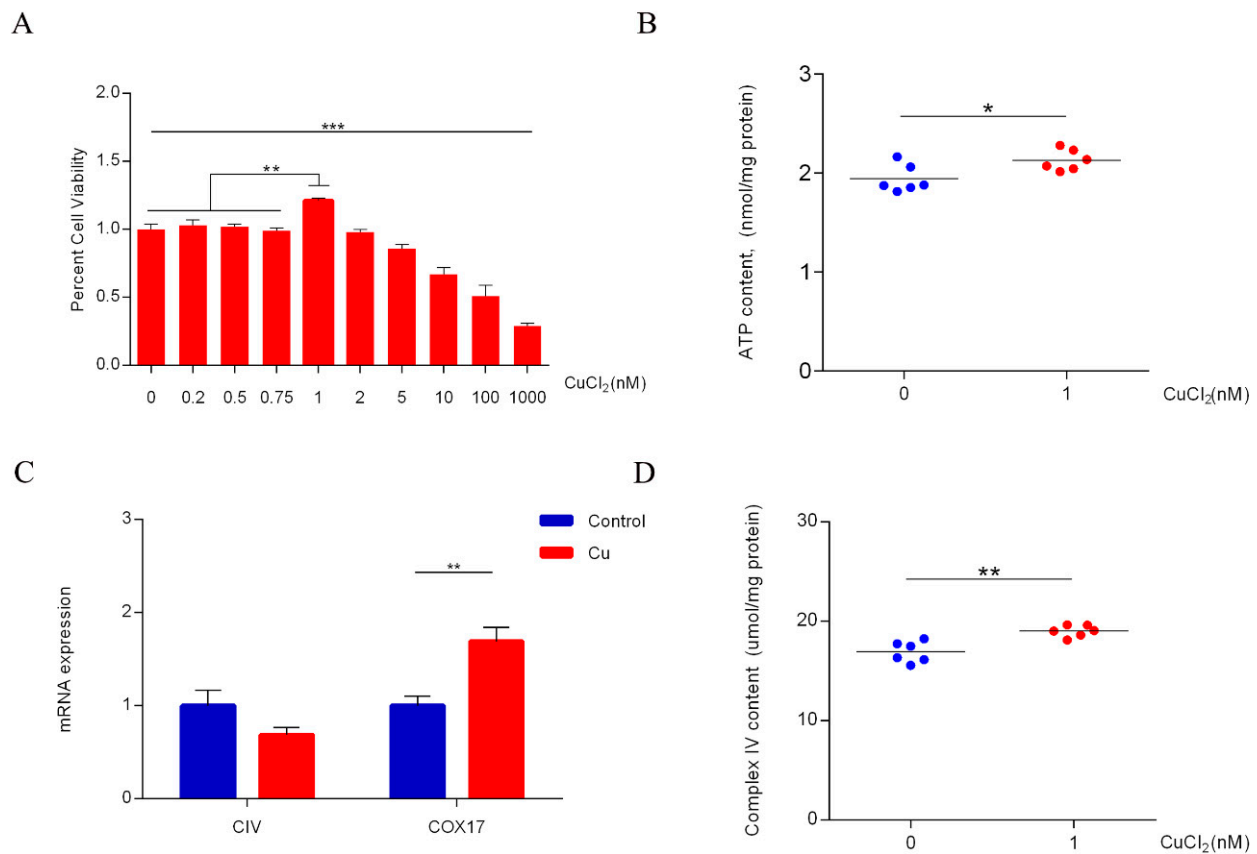 A
Percent Cell Viability
2.0
1.5
1.0
0.5
0.0
***
**
0 0.2 0.5 0.75 1 2 5 10 100 1000
CuCl₂(nM)
B
ATP content, (nmol/mg protein)
3
2
1
0
*
0 1
CuCl₂(nM)
C
mRNA expression
3
2
1
0
Control
Cu
**
CIV COX17
D
Complex IV content (umol/mg protein)
30
20
10
0
**
0 1
CuCl₂(nM)